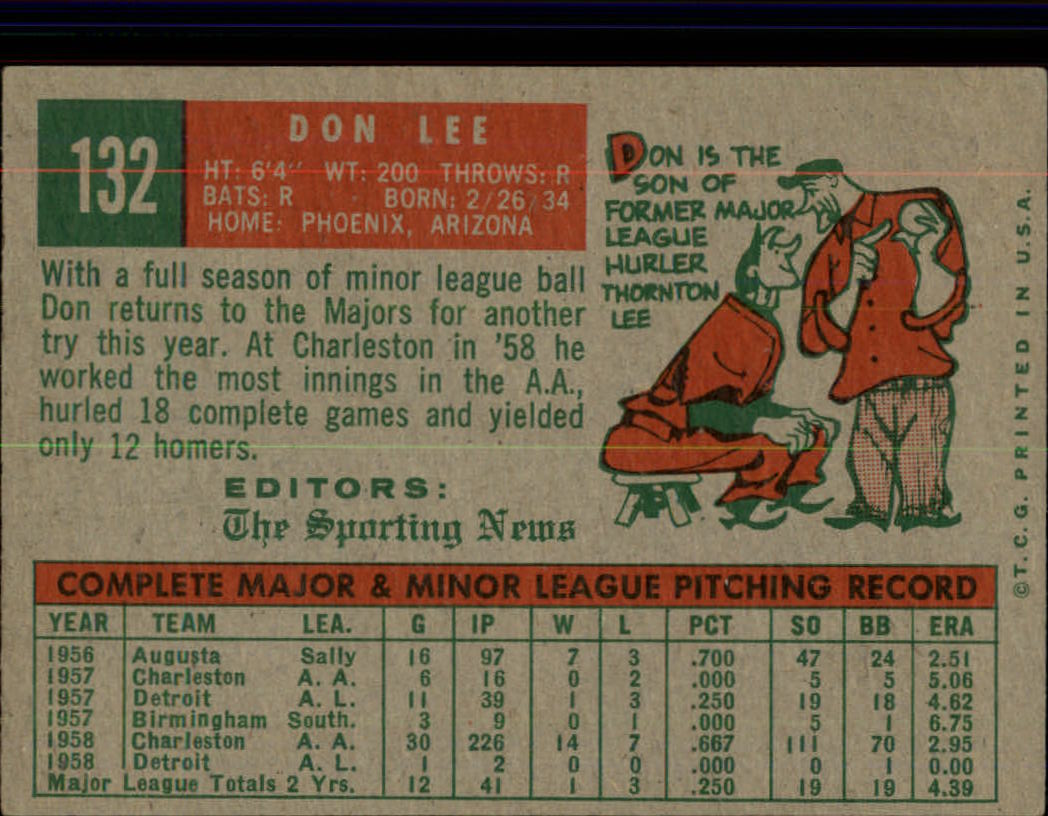 132
DON LEE
HT: 6'4" WT: 200 THROWS: R
BATS: R · BORN: 2/26/34
HOME: PHOENIX, ARIZONA
With a full season of minor league ball
Don returns to the Majors for another
try this year. At Charleston in '58 he
worked the most innings in the A.A.,
hurled 18 complete games and yielded
only 12 homers.
EDITORS:
The Sporting News
DON IS THE
SON OF
FORMER MAJOR
LEAGUE
HURLER
THORNTON
LEE
©T.C.G. PRINTED IN U.S.A.
COMPLETE MAJOR & MINOR LEAGUE PITCHING RECORD
YEAR TEAM LEA. G IP W L PCT SO BB ERA
1956 Augusta Sally 16 97 7 3 .700 47 24 2.51
1957 Charleston A. A. 6 16 0 2 .000 5 5 5.06
1957 Detroit A. L. 11 39 1 3 .250 19 18 4.62
1957 Birmingham South. 3 9 0 1 .000 5 1 6.75
1958 Charleston A. A. 30 226 14 7 .667 111 70 2.95
1958 Detroit A. L. 1 2 0 0 .000 0 1 0.00
Major League Totals 2 Yrs. 12 41 1 3 .250 19 19 4.39